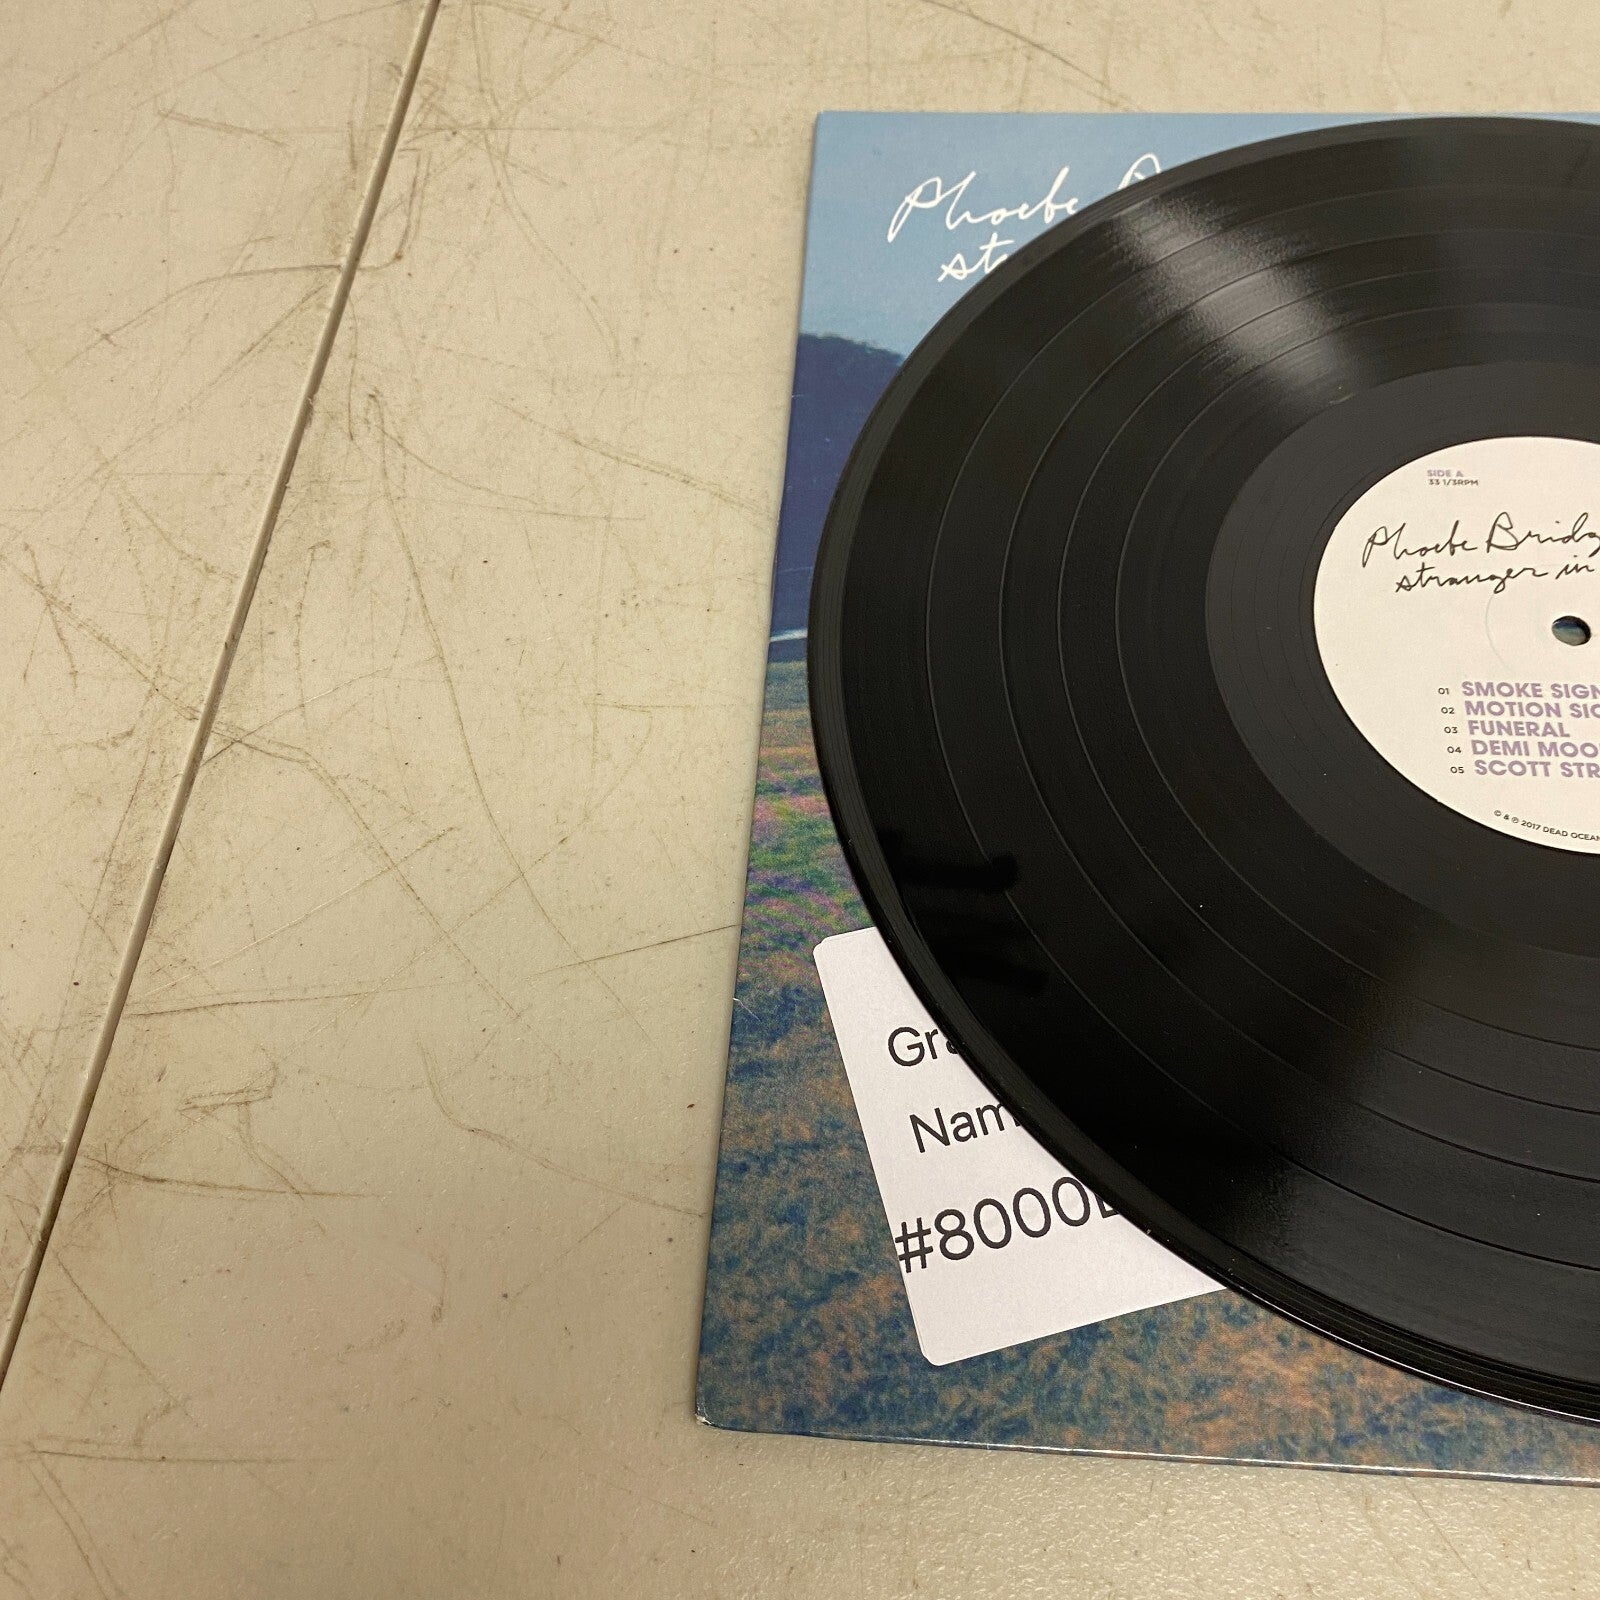 Phoebe
st
SIDE A
33 1/3RPM
Phoebe Bridg
stranger in
01 SMOKE SIGN
02 MOTION SIC
03 FUNERAL
04 DEMI MOO
05 SCOTT STR
© & ℗ 2017 DEAD OCEAN
Gra
Nam
#8000